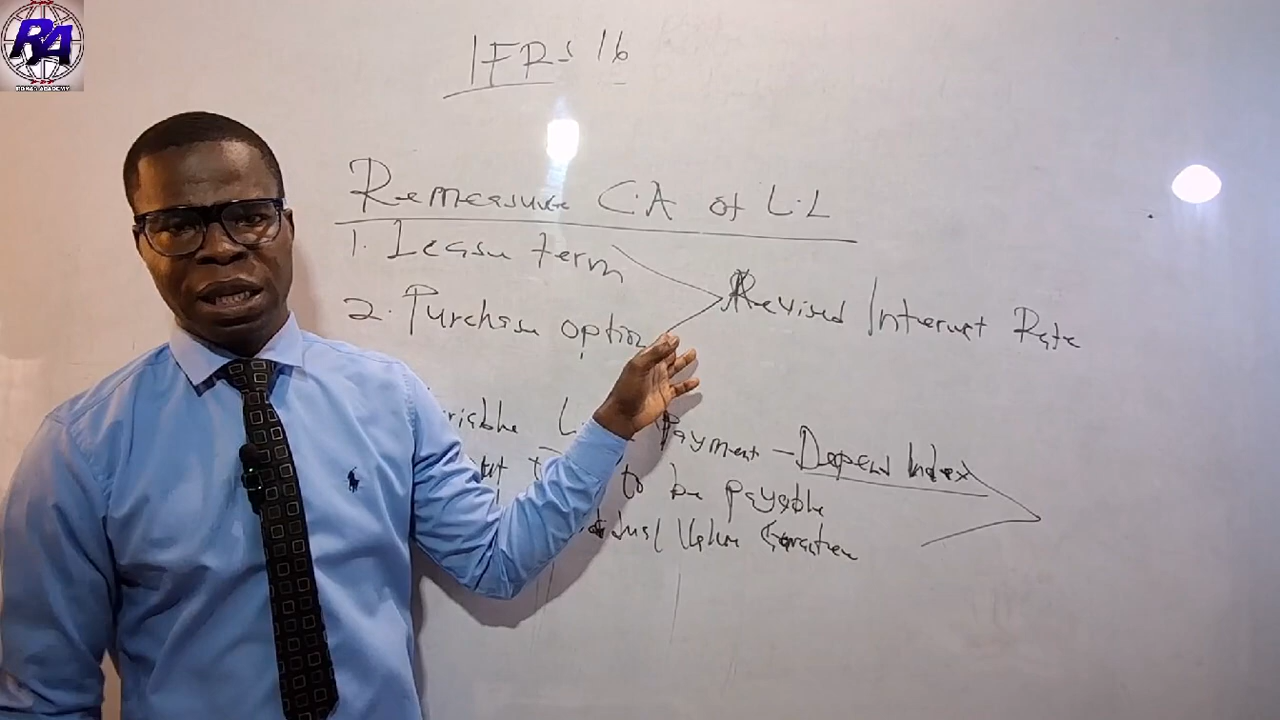 RA
IFRS 16
Remeasure C.A of L.L
1. Lease term
2. Purchase option
Revised Interest Rate
Payment - Depend Index
to be payable
Value Guarantee